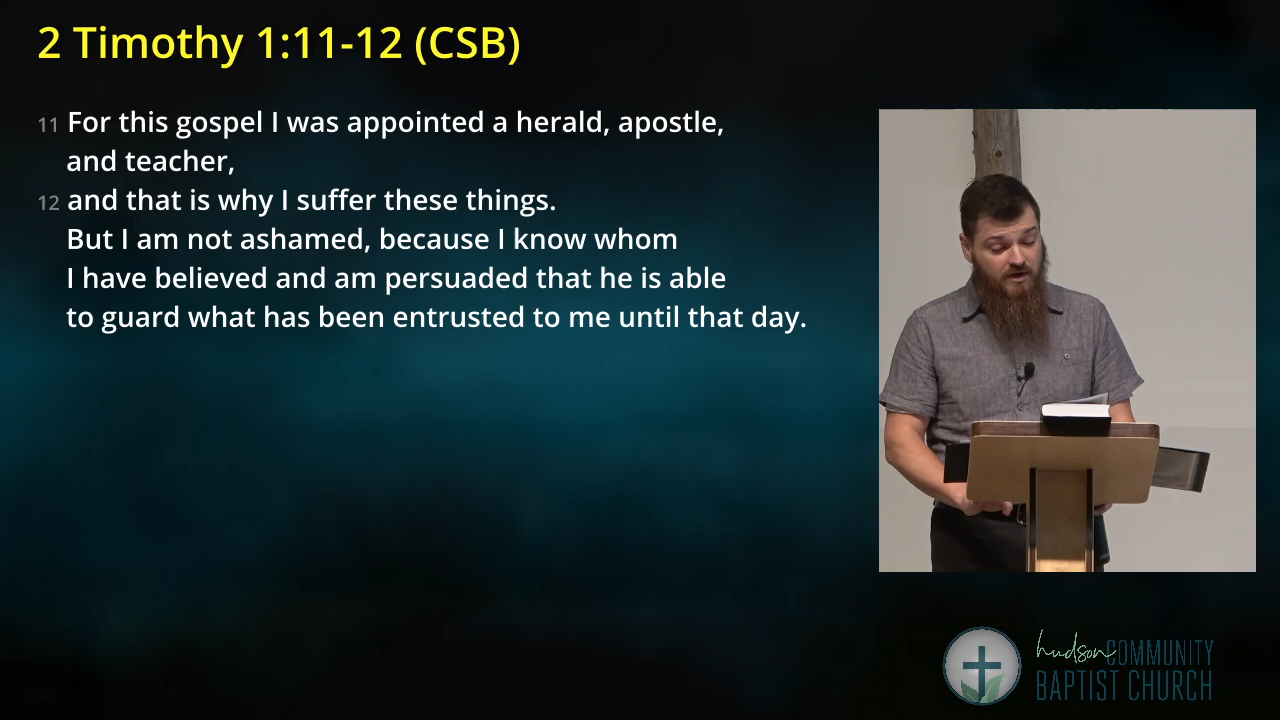 2 Timothy 1:11-12 (CSB)
11 For this gospel I was appointed a herald, apostle,
and teacher,
12 and that is why I suffer these things.
But I am not ashamed, because I know whom
I have believed and am persuaded that he is able
to guard what has been entrusted to me until that day.
hudson COMMUNITY
BAPTIST CHURCH